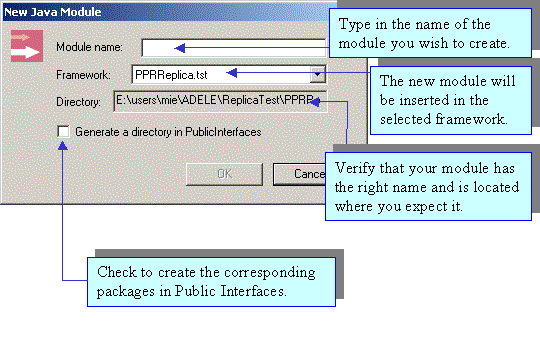 New Java Module
Module name:
Type in the name of the
module you wish to create.
Framework:
PPRReplica.tst
The new module will
be inserted in the
selected framework.
Directory:
E:\users\mie\ADELE\ReplicaTest\PPRR
Generate a directory in PublicInterfaces
OK
Cance
Verify that your module has
the right name and is located
where you expect it.
Check to create the corresponding
packages in Public Interfaces.